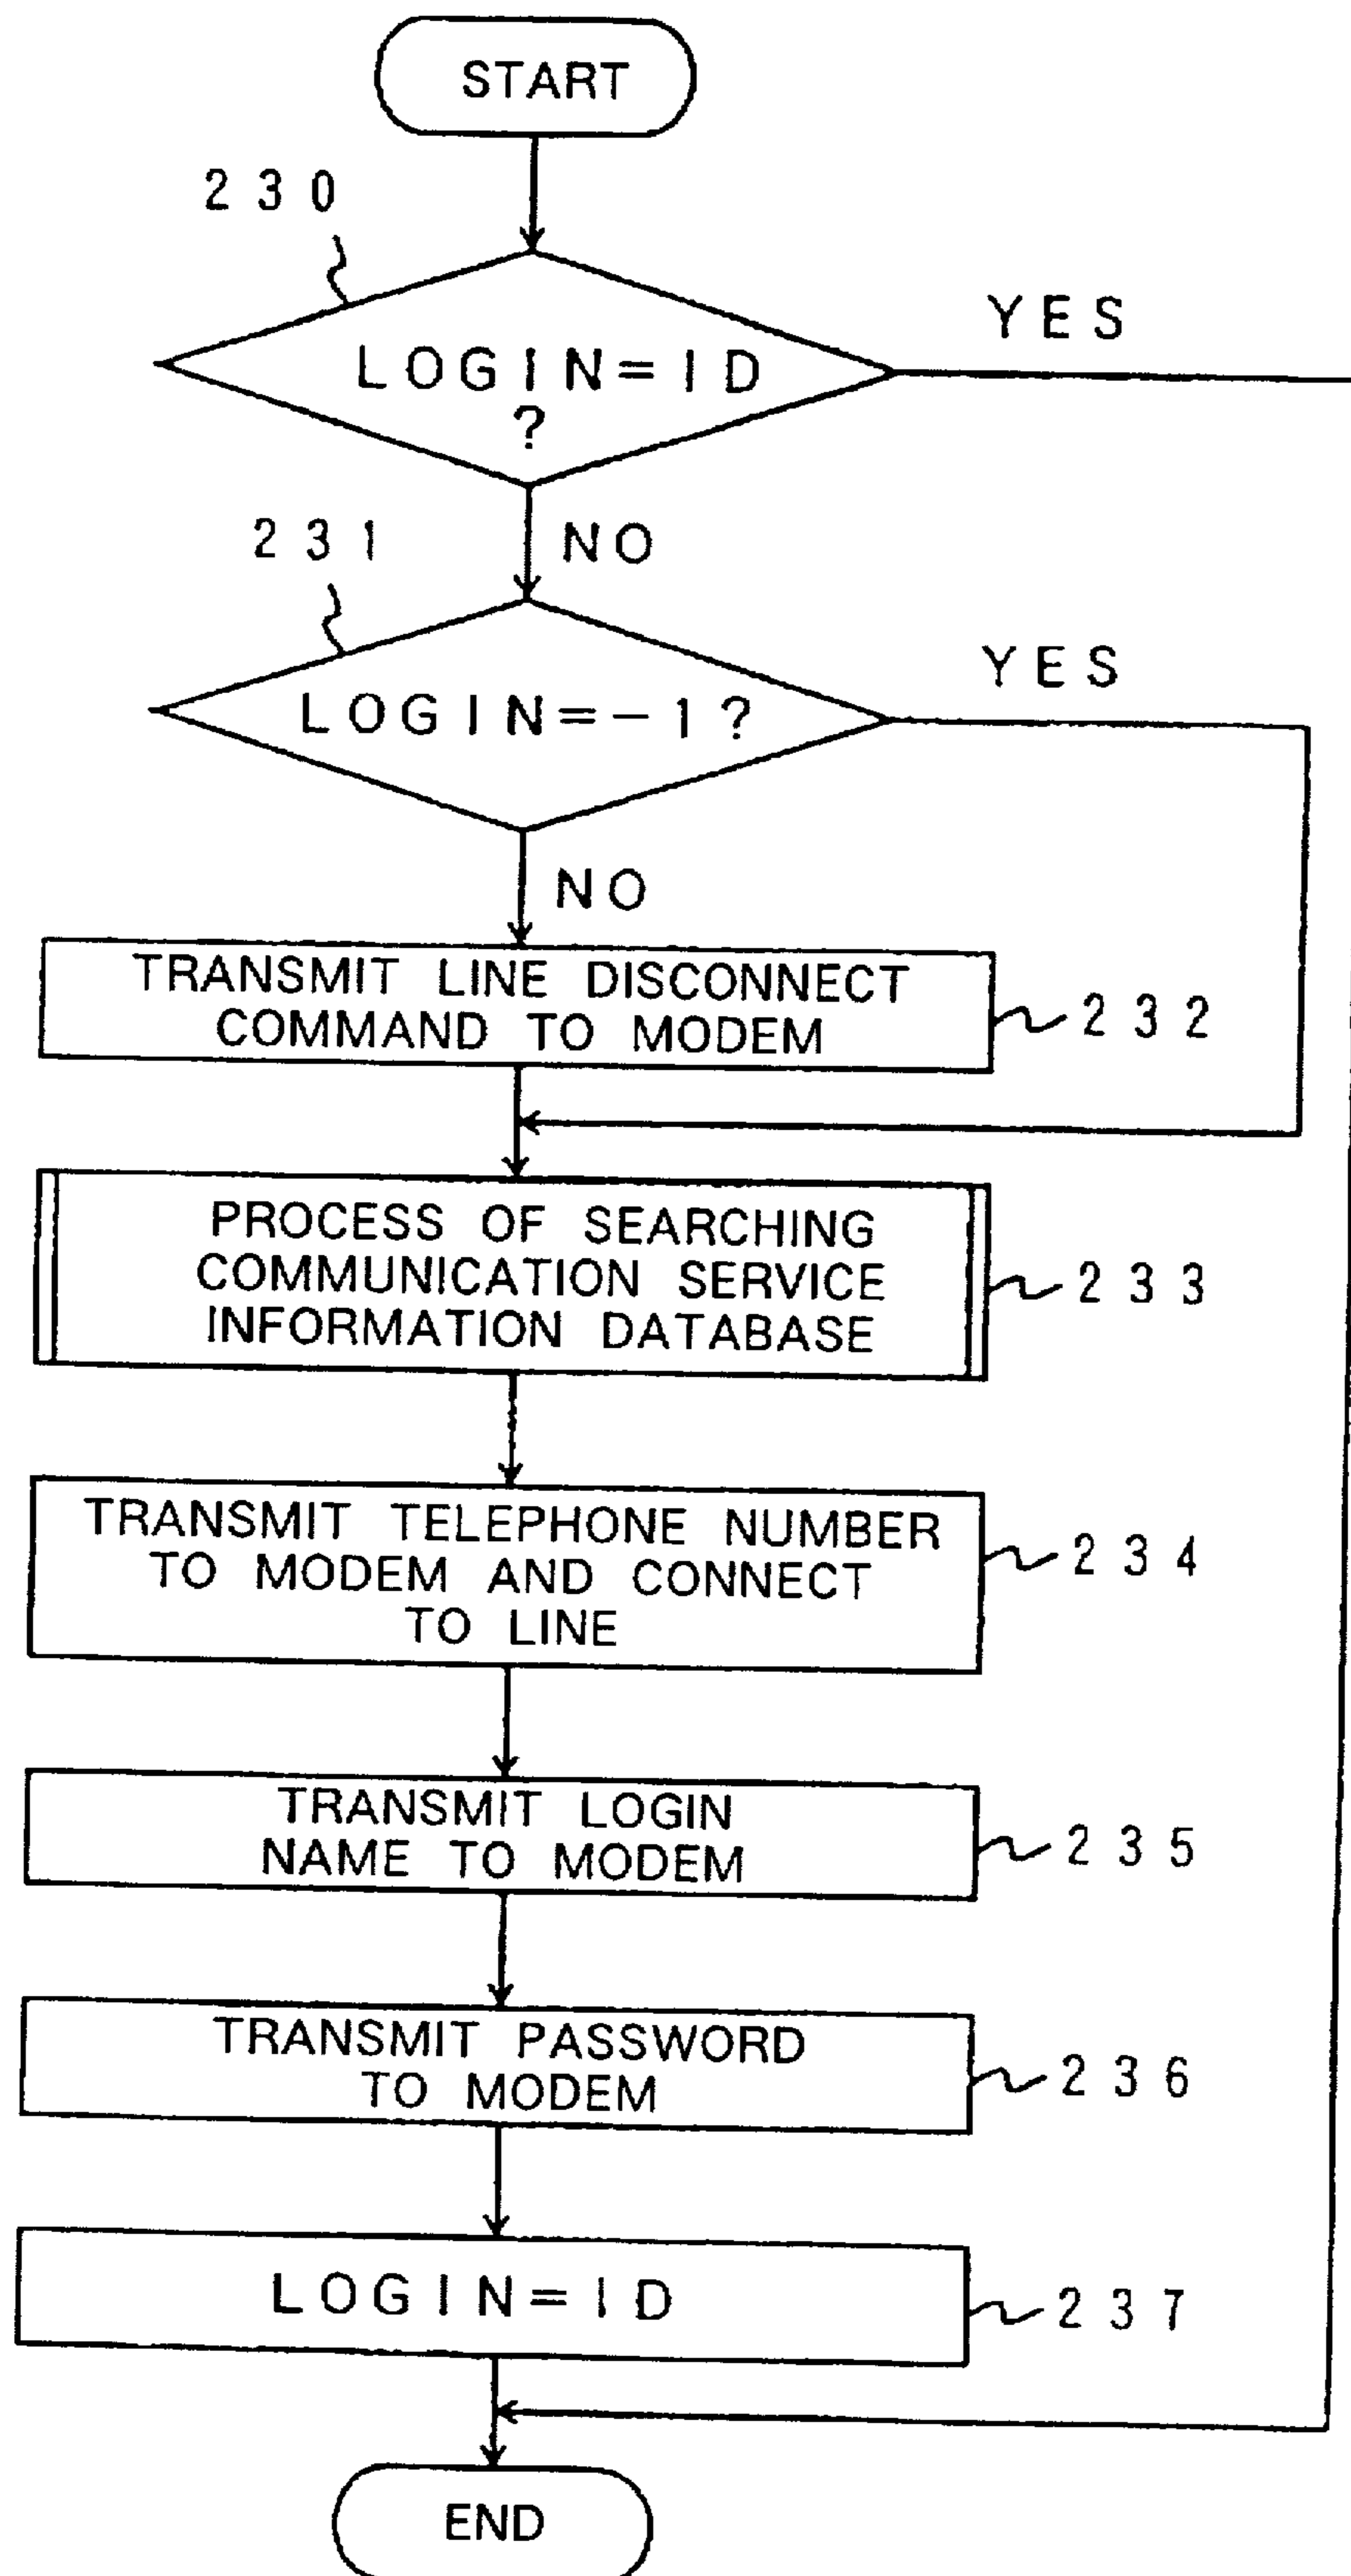 START
230
YES
LOGIN=ID
?
231
NO
YES
LOGIN=-1?
NO
TRANSMIT LINE DISCONNECT
COMMAND TO MODEM
232
PROCESS OF SEARCHING
COMMUNICATION SERVICE
INFORMATION DATABASE
233
TRANSMIT TELEPHONE NUMBER
TO MODEM AND CONNECT
TO LINE
234
TRANSMIT LOGIN
NAME TO MODEM
235
TRANSMIT PASSWORD
TO MODEM
236
LOGIN=ID
237
END